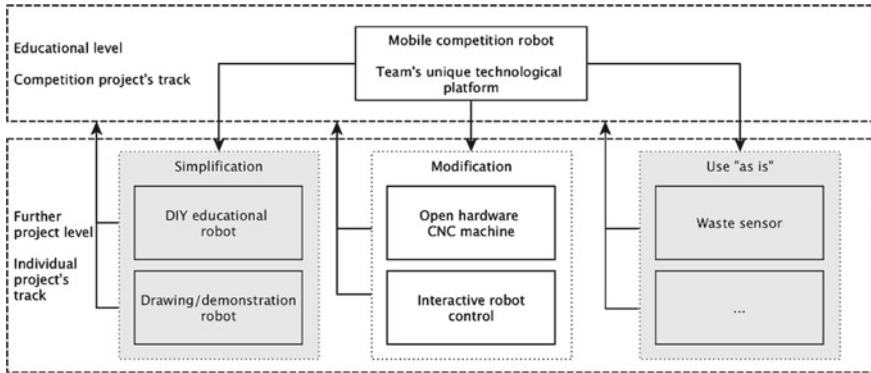 Educational level
Competition project's track
Mobile competition robot
Team's unique technological
platform
Simplification
Modification
Use "as is"
Further
project level
Individual
project's
track
DIY educational
robot
Open hardware
CNC machine
Waste sensor
Drawing/demonstration
robot
Interactive robot
control
...